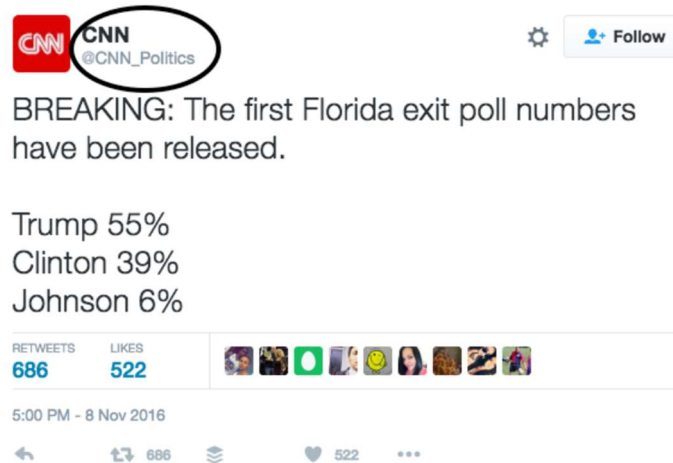 CNN
CNN
@CNN_Politics
Follow
BREAKING: The first Florida exit poll numbers
have been released.
Trump 55%
Clinton 39%
Johnson 6%
RETWEETS LIKES
686 522
5:00 PM - 8 Nov 2016
686 522